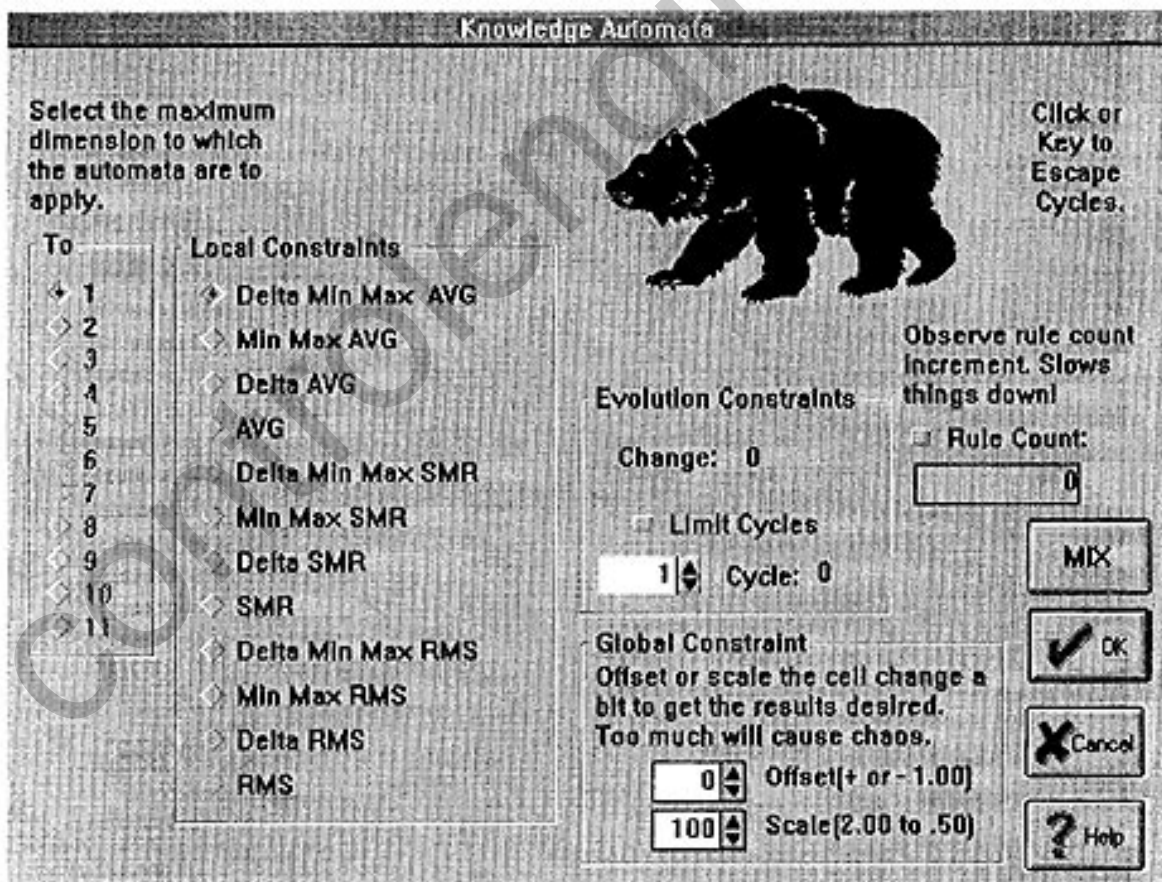 Knowledge Automata
Select the maximum
dimension to which
the automata are to
apply.
Click or
Key to
Escape
Cycles.
To
1
2
3
4
5
6
7
8
9
10
11
Local Constraints
Delta Min Max AVG
Min Max AVG
Delta AVG
AVG
Delta Min Max SMR
Min Max SMR
Delta SMR
SMR
Delta Min Max RMS
Min Max RMS
Delta RMS
RMS
Observe rule count
increment. Slows
things down!
Rule Count:
0
Evolution Constraints
Change: 0
Limit Cycles
1 Cycle: 0
Global Constraint
Offset or scale the cell change a
bit to get the results desired.
Too much will cause chaos.
0 Offset(+ or - 1.00)
100 Scale(2.00 to .50)
MIX
OK
Cancel
? Help